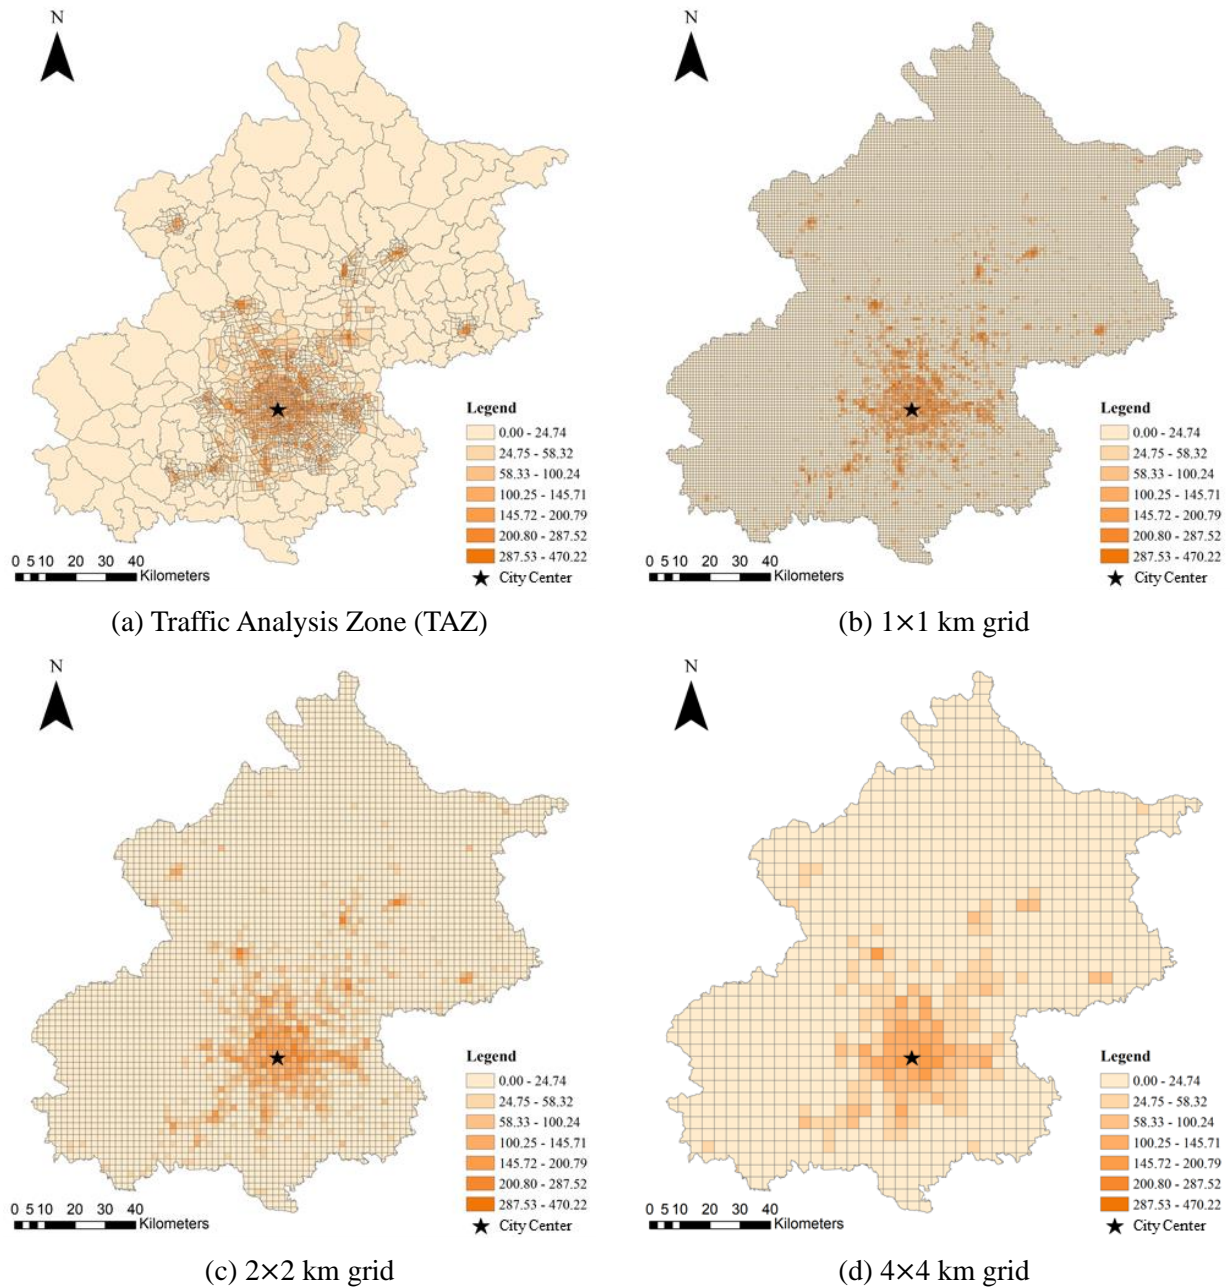 N
Legend
0.00 - 24.74
24.75 - 58.32
58.33 - 100.24
100.25 - 145.71
145.72 - 200.79
200.80 - 287.52
287.53 - 470.22
City Center
0 5 10 20 30 40
Kilometers
(a) Traffic Analysis Zone (TAZ)
N
Legend
0.00 - 24.74
24.75 - 58.32
58.33 - 100.24
100.25 - 145.71
145.72 - 200.79
200.80 - 287.52
287.53 - 470.22
City Center
0 5 10 20 30 40
Kilometers
(b) 1×1 km grid
N
Legend
0.00 - 24.74
24.75 - 58.32
58.33 - 100.24
100.25 - 145.71
145.72 - 200.79
200.80 - 287.52
287.53 - 470.22
City Center
0 5 10 20 30 40
Kilometers
(c) 2×2 km grid
N
Legend
0.00 - 24.74
24.75 - 58.32
58.33 - 100.24
100.25 - 145.71
145.72 - 200.79
200.80 - 287.52
287.53 - 470.22
City Center
0 5 10 20 30 40
Kilometers
(d) 4×4 km grid